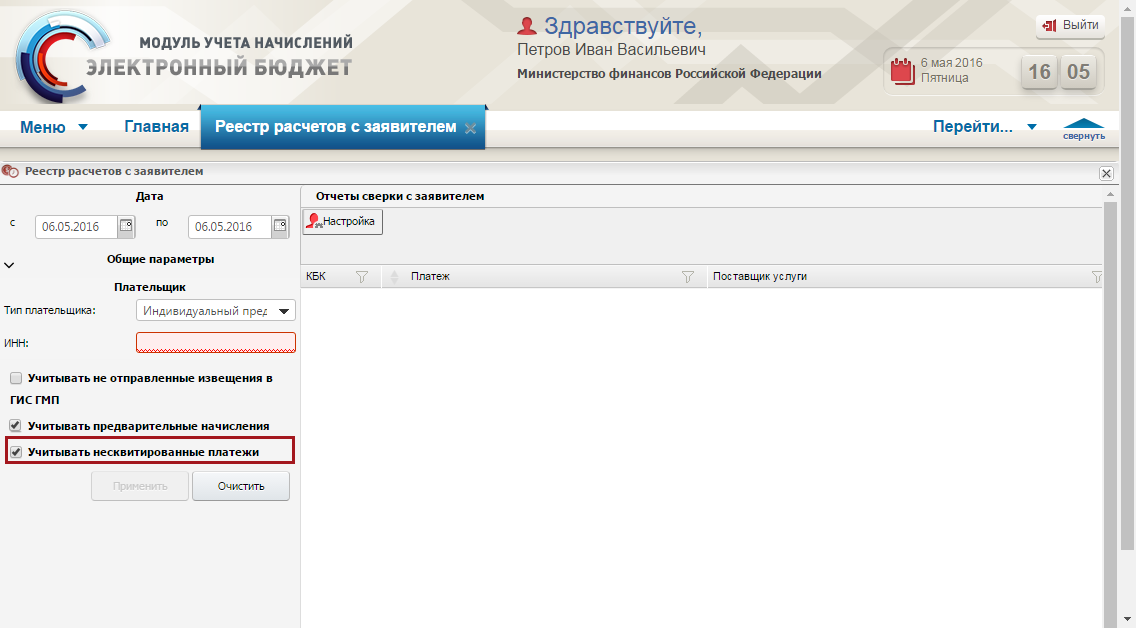 МОДУЛЬ УЧЕТА НАЧИСЛЕНИЙ
ЭЛЕКТРОННЫЙ БЮДЖЕТ
Здравствуйте,
Петров Иван Васильевич
Министерство финансов Российской Федерации
Выйти
6 мая 2016
Пятница
16 05
Меню Главная Реестр расчетов с заявителем Перейти... свернуть
Реестр расчетов с заявителем
Дата
с 06.05.2016 по 06.05.2016
Общие параметры
Плательщик
Тип плательщика: Индивидуальный пред
ИНН:
Учитывать не отправленные извещения в
ГИС ГМП
Учитывать предварительные начисления
Учитывать несквитированные платежи
Применить Очистить
Отчеты сверки с заявителем
Настройка
КБК Платеж Поставщик услуги